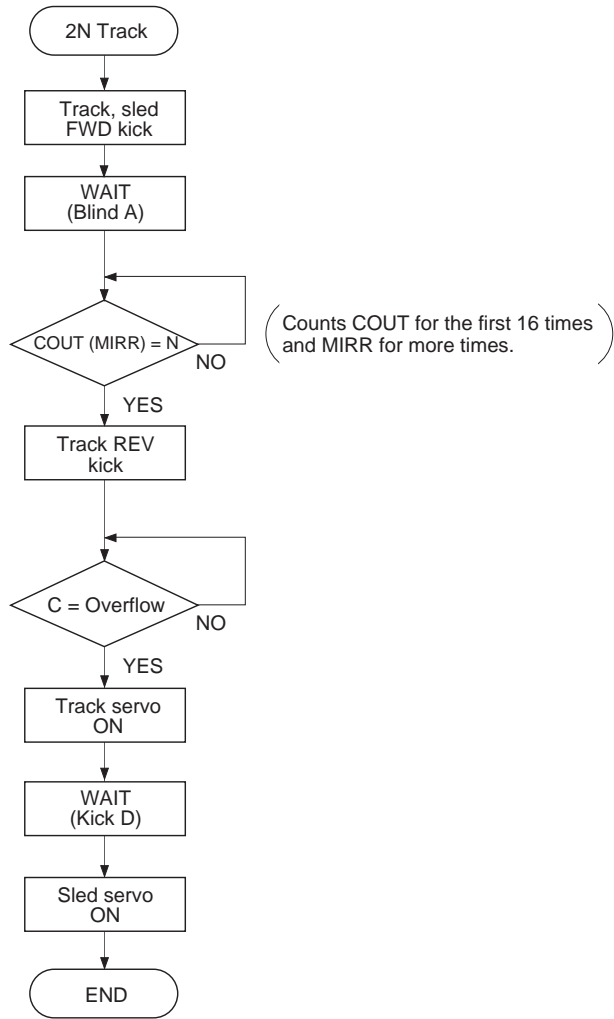 2N Track
Track, sled
FWD kick
WAIT
(Blind A)
COUT (MIRR) = N
NO
Counts COUT for the first 16 times
and MIRR for more times.
YES
Track REV
kick
C = Overflow
NO
YES
Track servo
ON
WAIT
(Kick D)
Sled servo
ON
END